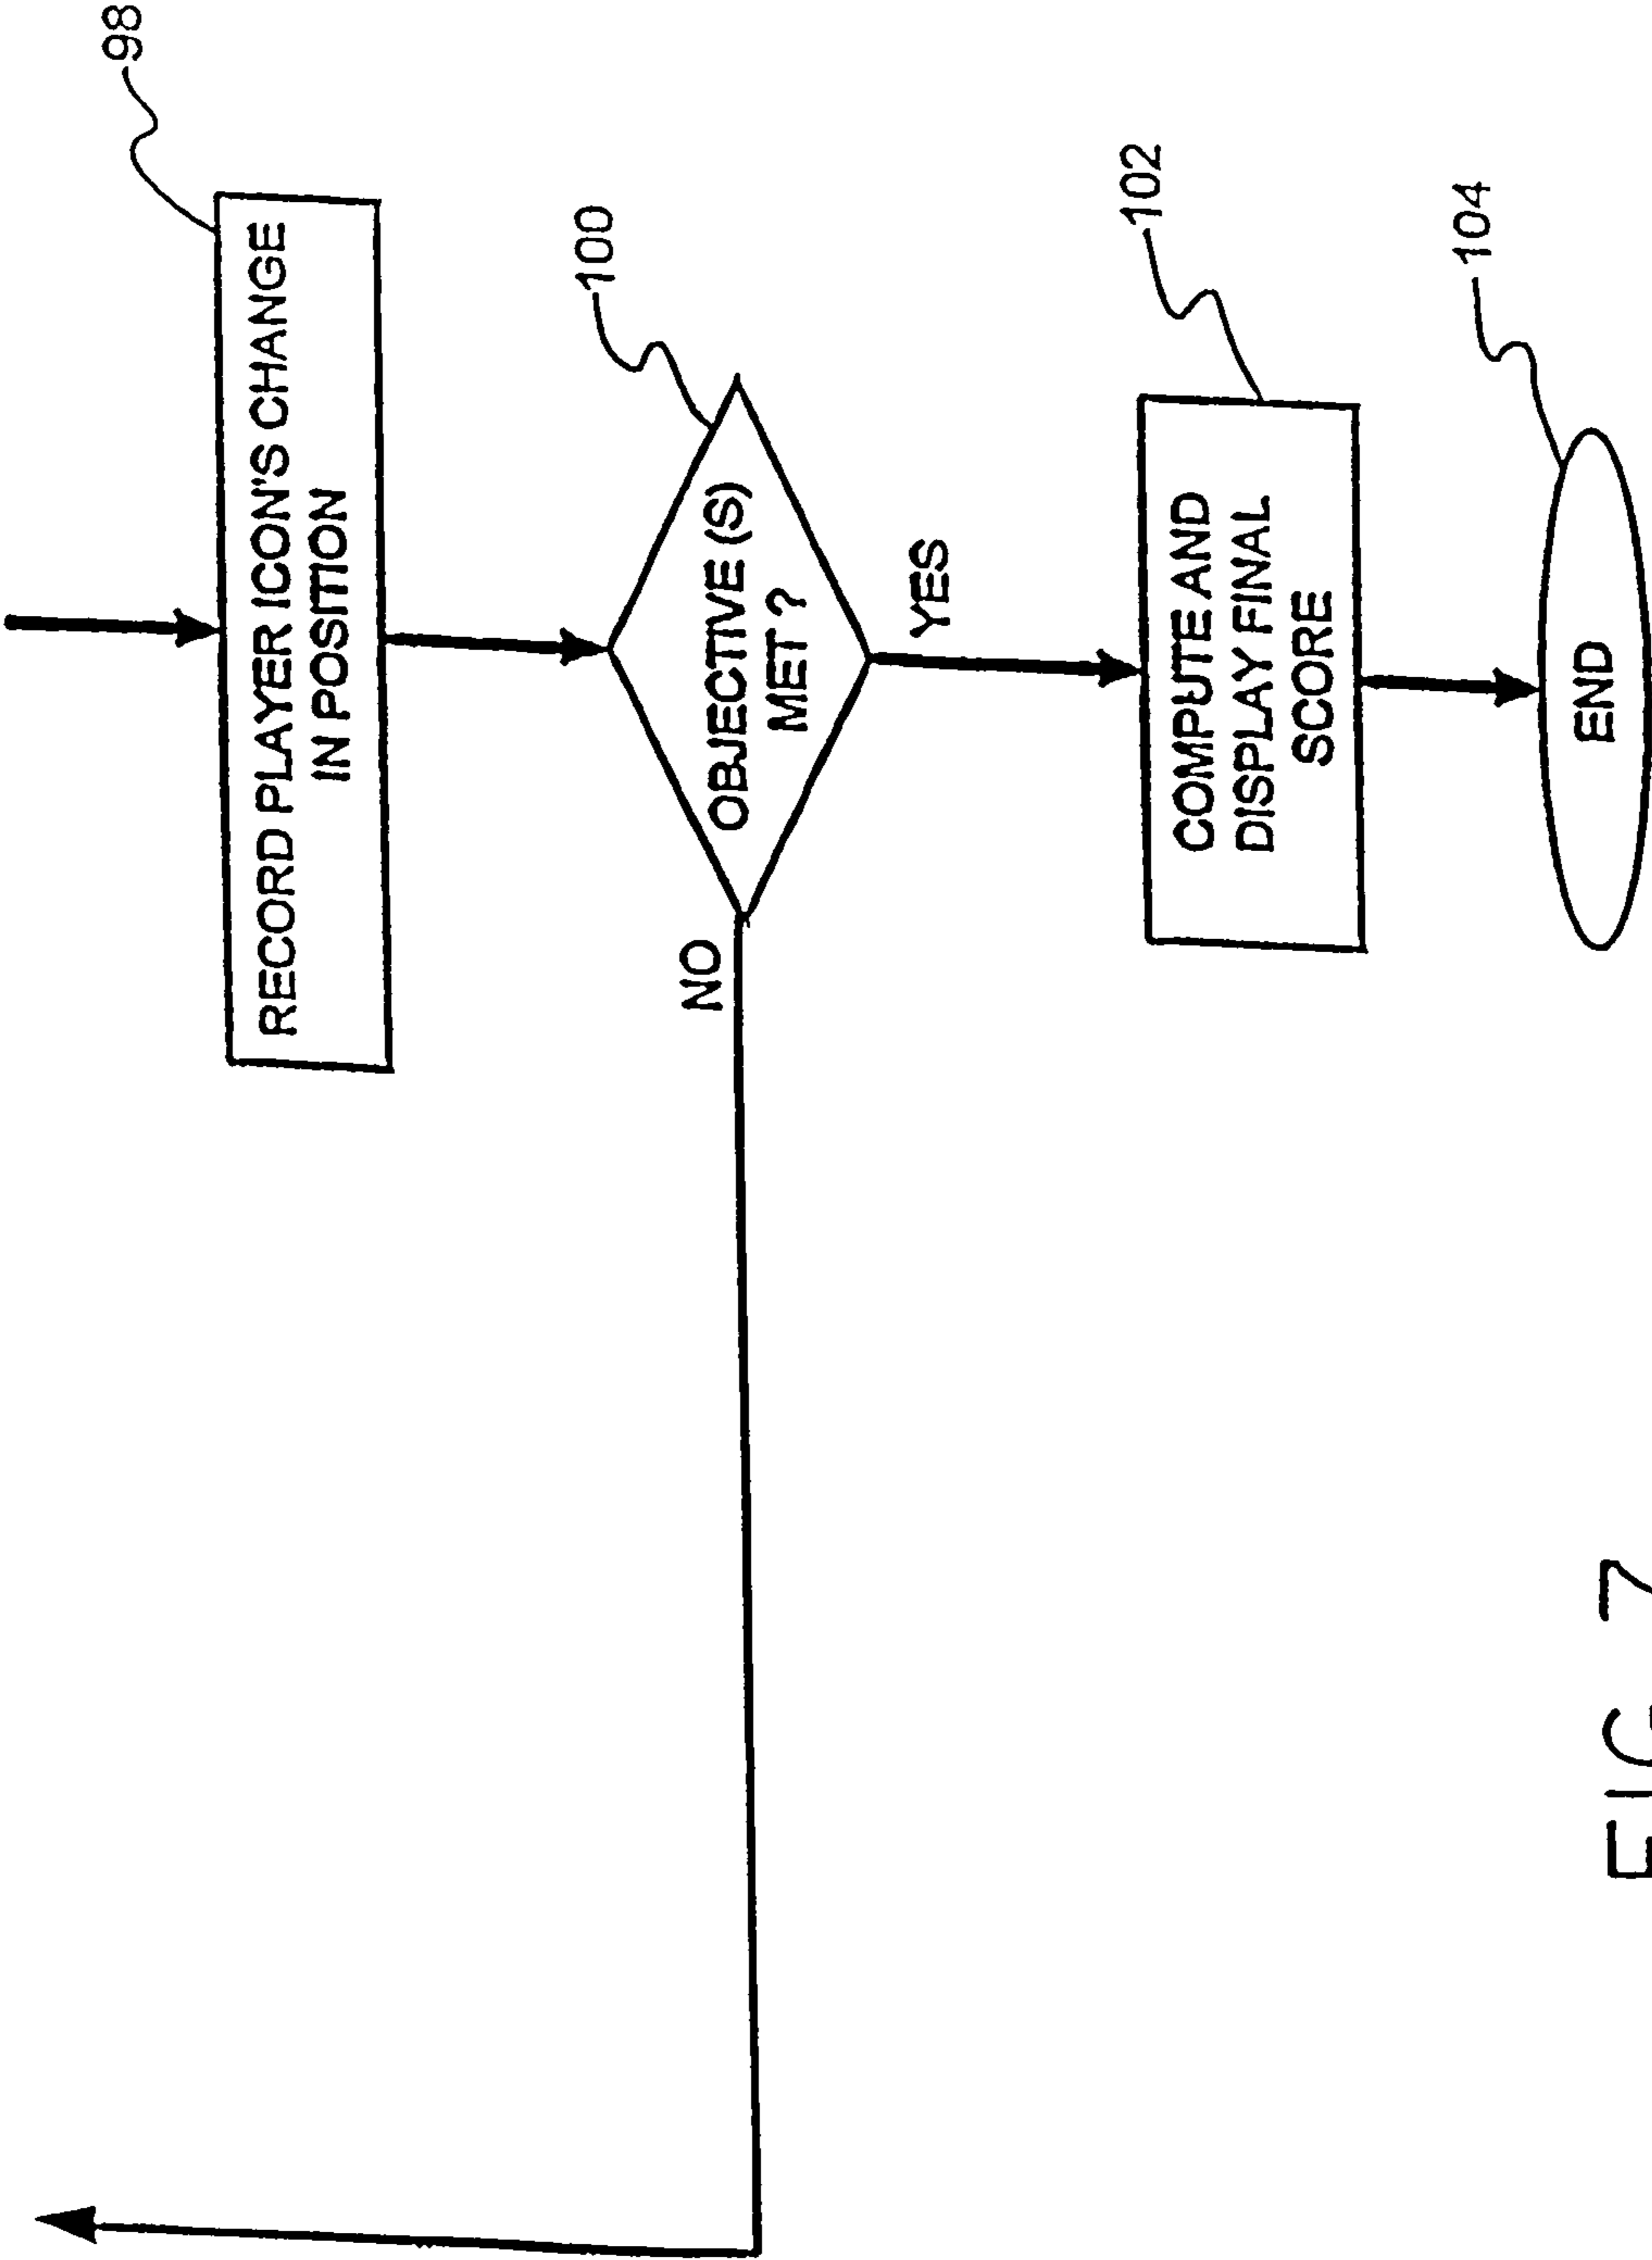 98
RECORD PLAYER ICON'S CHANGE
IN POSITION
100
OBJECTIVE (S)
MET ?
NO
YES
102
COMPUTE AND
DISPLAY FINAL
SCORE
104
END
FIG 7